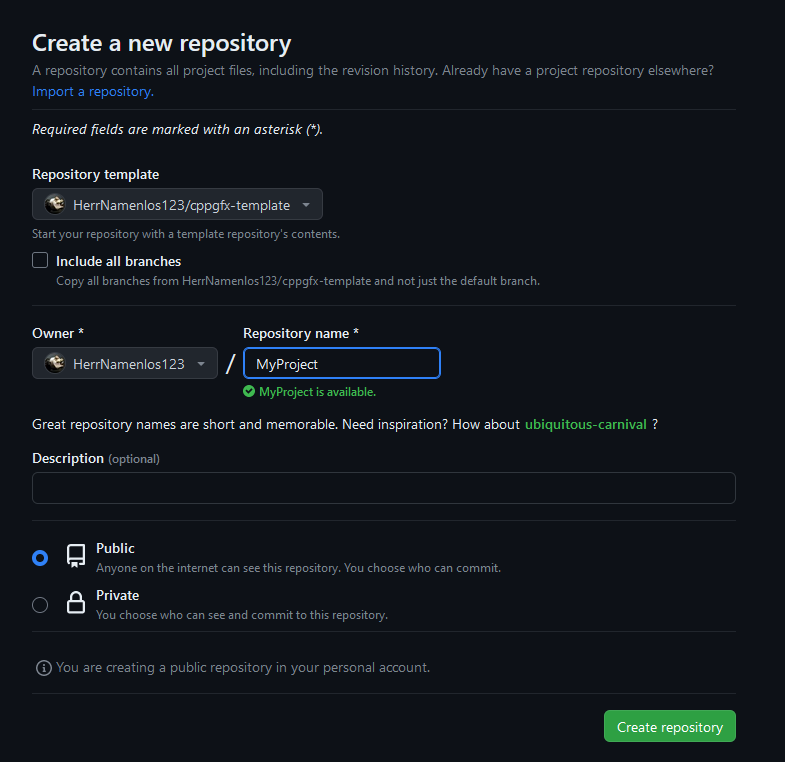 Create a new repository
A repository contains all project files, including the revision history. Already have a project repository elsewhere?
Import a repository.
Required fields are marked with an asterisk (*).
Repository template
HerrNamenlos123/cppgfx-template
Start your repository with a template repository's contents.
Include all branches
Copy all branches from HerrNamenlos123/cppgfx-template and not just the default branch.
Owner * Repository name *
HerrNamenlos123 / MyProject
MyProject is available.
Great repository names are short and memorable. Need inspiration? How about ubiquitous-carnival ?
Description (optional)
Public
Anyone on the internet can see this repository. You choose who can commit.
Private
You choose who can see and commit to this repository.
You are creating a public repository in your personal account.
Create repository